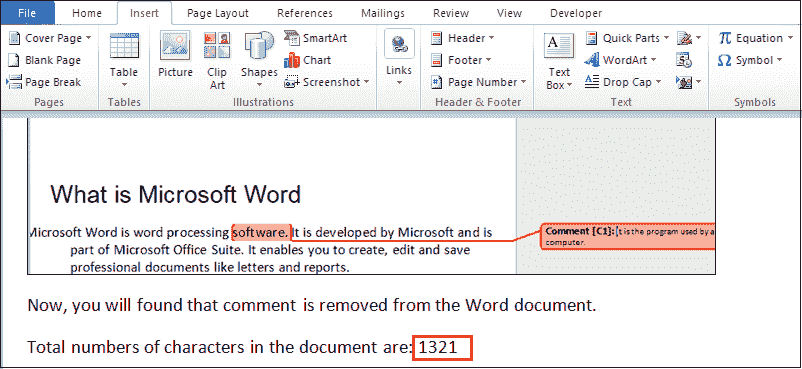 File Home Insert Page Layout References Mailings Review View Developer
Cover Page
Blank Page
Page Break
Pages
Table
Tables
Picture
Clip
Art
Shapes
SmartArt
Chart
Screenshot
Illustrations
Links
Header
Footer
Page Number
Header & Footer
A
Text
Box
Quick Parts
WordArt
Drop Cap
Text
π Equation
Ω Symbol
Symbols
What is Microsoft Word
Microsoft Word is word processing software. It is developed by Microsoft and is
part of Microsoft Office Suite. It enables you to create, edit and save
professional documents like letters and reports.
Comment [C1]: It is the program used by a
computer.
Now, you will found that comment is removed from the Word document.
Total numbers of characters in the document are: 1321